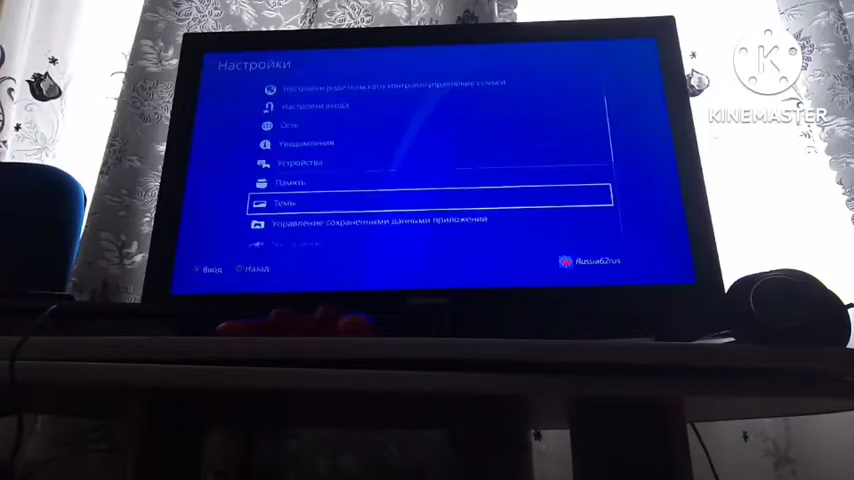 Настройки
KINEMASTER
Настройки родительского контроля/управление семьей
Настройки входа
Сеть
Уведомления
Устройства
Память
Темы
Управление сохраненными данными приложений
Ввод
Назад
Russia62rus